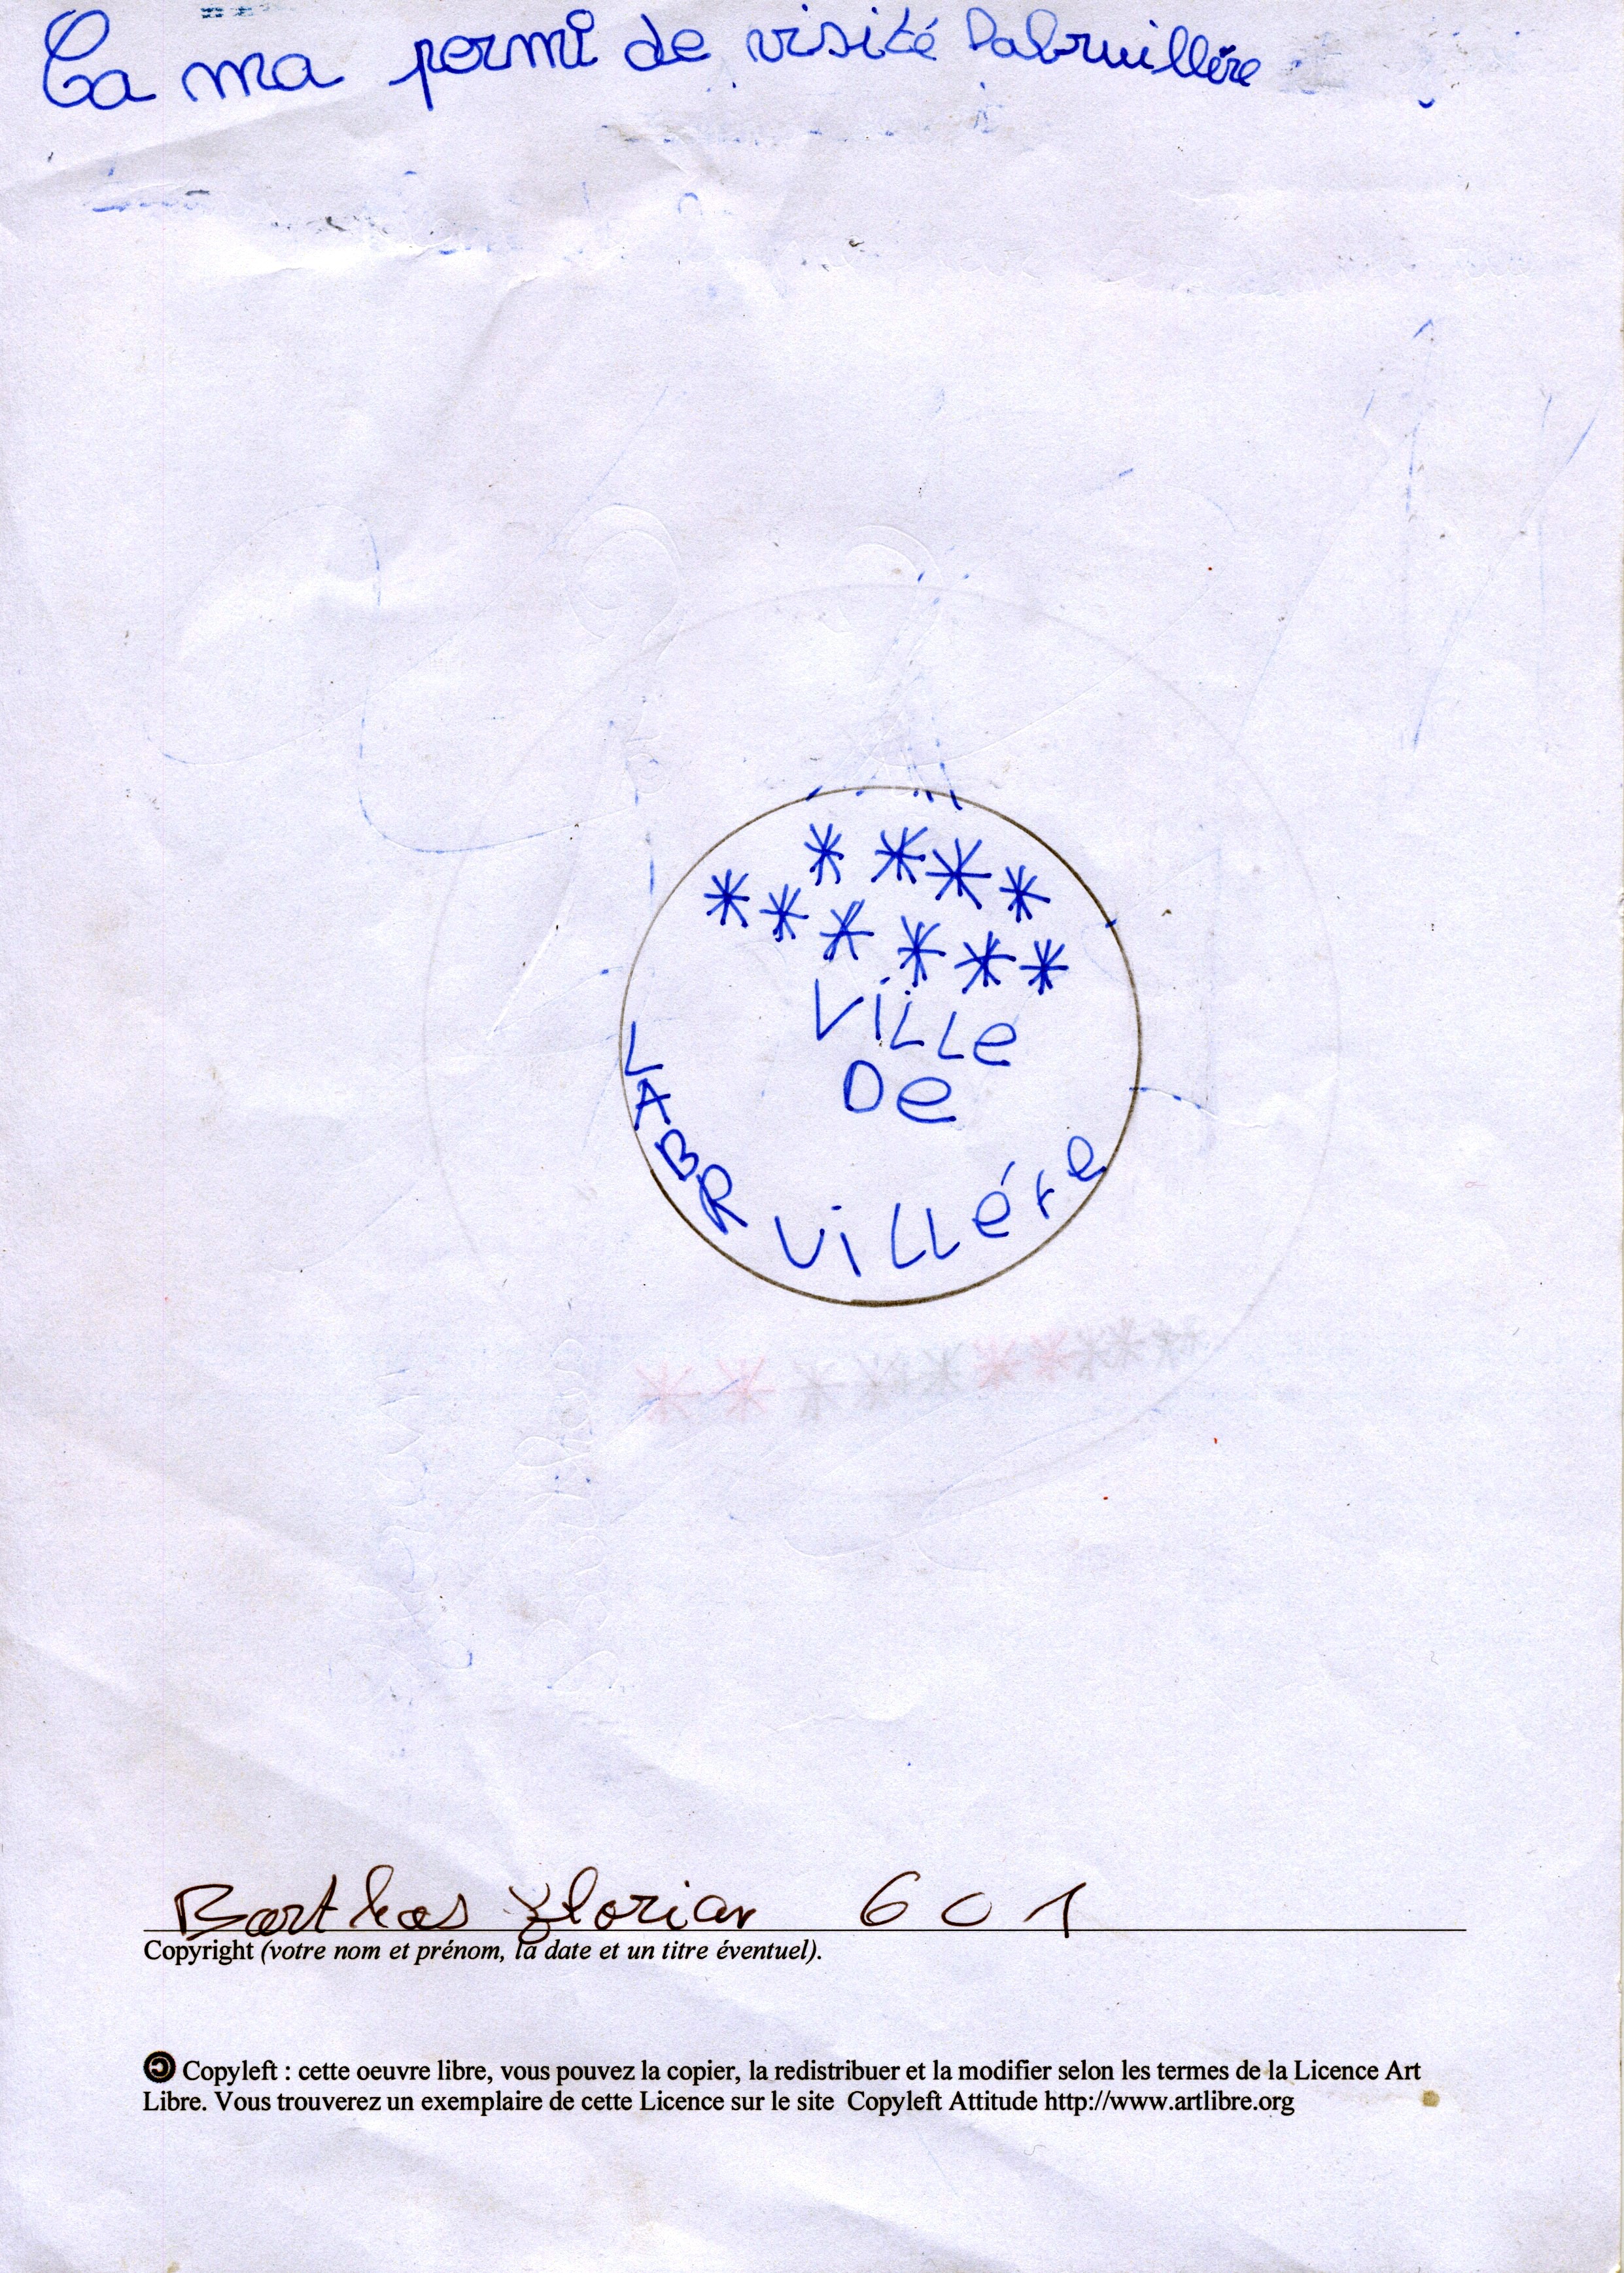 Ca ma permi de visité Labruillére
* * * *
* * * * * *
ViLLe
De
LABRUiLLére
Barthas Florian 601
Copyright (votre nom et prénom, la date et un titre éventuel).
Copyleft : cette oeuvre libre, vous pouvez la copier, la redistribuer et la modifier selon les termes de la Licence Art
Libre. Vous trouverez un exemplaire de cette Licence sur le site Copyleft Attitude http://www.artlibre.org